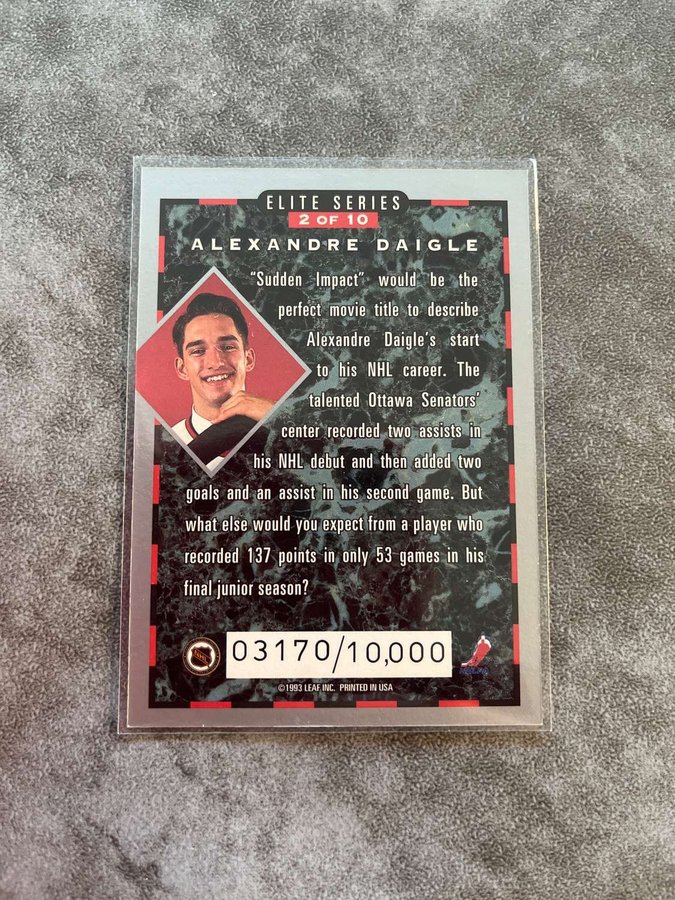 ELITE SERIES
2 OF 10
ALEXANDRE DAIGLE
"Sudden Impact" would be the
perfect movie title to describe
Alexandre Daigle's start
to his NHL career. The
talented Ottawa Senators'
center recorded two assists in
his NHL debut and then added two
goals and an assist in his second game. But
what else would you expect from a player who
recorded 137 points in only 53 games in his
final junior season?
03170/10,000
©1993 LEAF INC. PRINTED IN USA